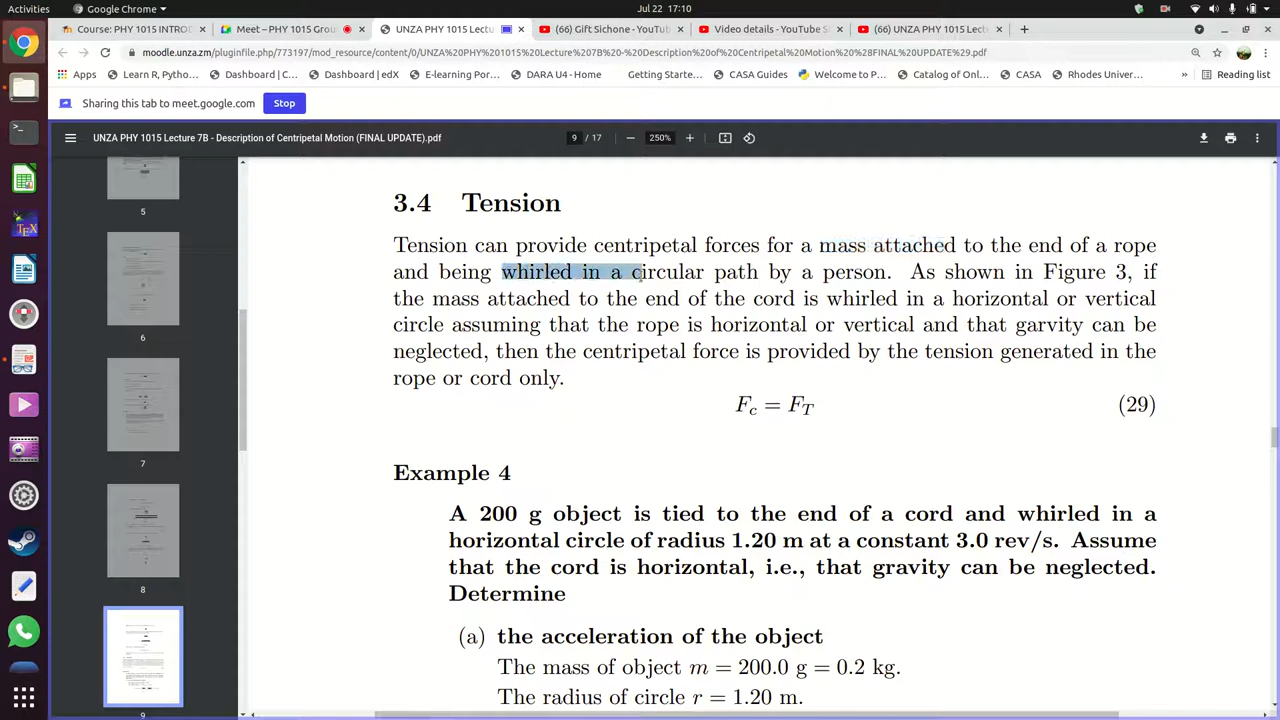 Activities
Google Chrome
Jul 22 17:10
Course: PHY 1015 INTROD
Meet – PHY 1015 Grou
UNZA PHY 1015 Lectu
(66) Gift Sichone - YouTu
Video details - YouTube S
(66) UNZA PHY 1015 Lect
moodle.unza.zm/pluginfile.php/773197/mod_resource/content/0/UNZA%20PHY%201015%20Lecture%207B%20-%20Description%20of%20Centripetal%20Motion%20%28FINAL%20UPDATE%29.pdf
Apps
Learn R, Pytho...
Dashboard | C...
Dashboard | edX
E-learning por...
DARA U4 - Home
Getting Starte...
CASA Guides
Welcome to P...
Catalog of Onl...
CASA
Rhodes Univer...
»
Reading list
Sharing this tab to meet.google.com
Stop
UNZA PHY 1015 Lecture 7B - Description of Centripetal Motion (FINAL UPDATE).pdf
9 / 17
250%
5
6
7
8
9
3.4 Tension
Tension can provide centripetal forces for a mass attached to the end of a rope
and being whirled in a circular path by a person. As shown in Figure 3, if
the mass attached to the end of the cord is whirled in a horizontal or vertical
circle assuming that the rope is horizontal or vertical and that garvity can be
neglected, then the centripetal force is provided by the tension generated in the
rope or cord only.
F_c = F_T (29)
Example 4
A 200 g object is tied to the end of a cord and whirled in a
horizontal circle of radius 1.20 m at a constant 3.0 rev/s. Assume
that the cord is horizontal, i.e., that gravity can be neglected.
Determine
(a) the acceleration of the object
The mass of object m = 200.0 g = 0.2 kg.
The radius of circle r = 1.20 m.